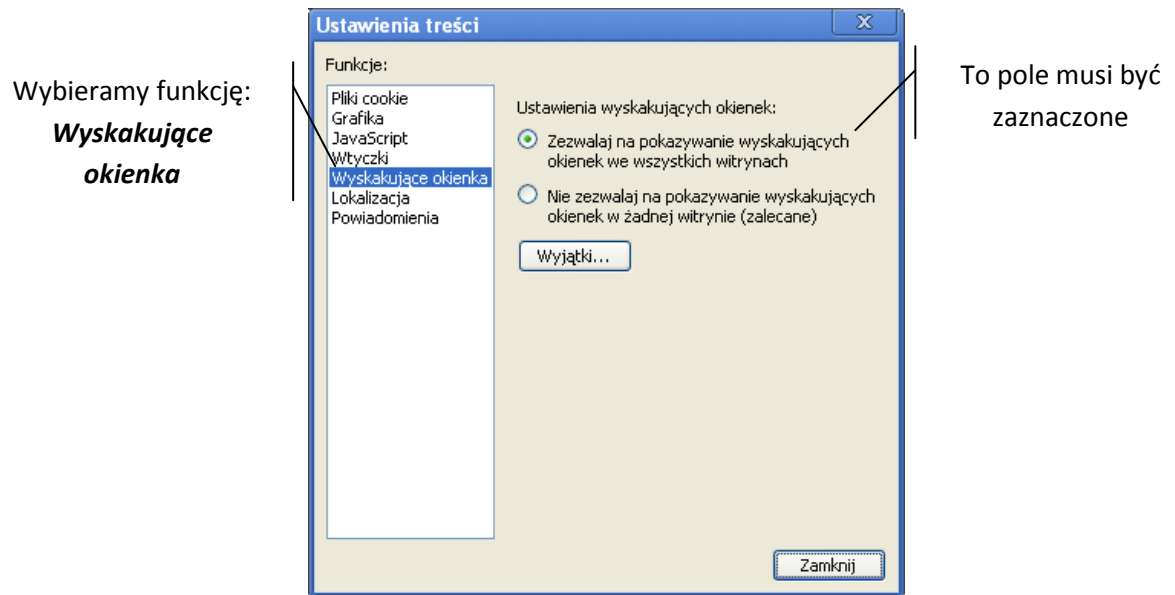 Wybieramy funkcję:
Wyskakujące
okienka
Ustawienia treści
X
Funkcje:
Pliki cookie
Grafika
JavaScript
Wtyczki
Wyskakujące okienka
Lokalizacja
Powiadomienia
Ustawienia wyskakujących okienek:
Zezwalaj na pokazywanie wyskakujących
okienek we wszystkich witrynach
Nie zezwalaj na pokazywanie wyskakujących
okienek w żadnej witrynie (zalecane)
Wyjątki...
Zamknij
To pole musi być
zaznaczone